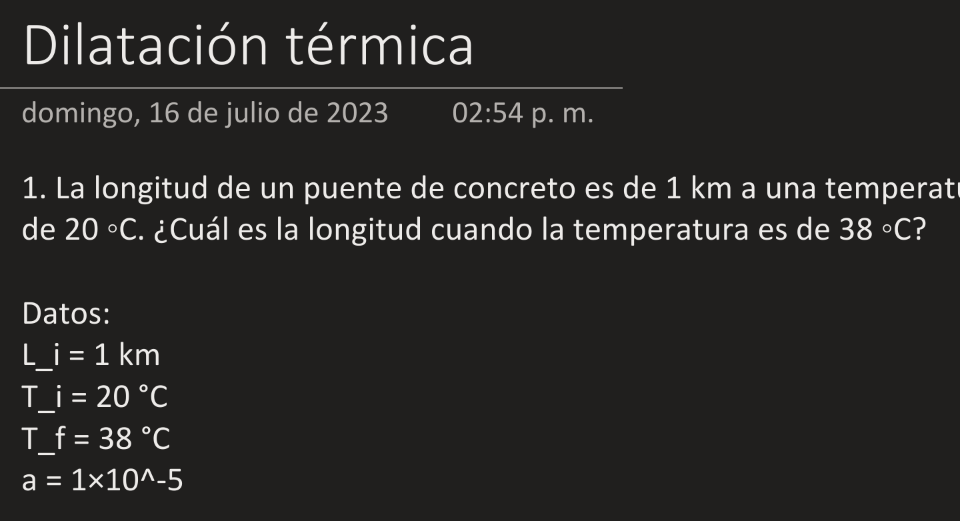 Dilatación térmica
domingo, 16 de julio de 2023 02:54 p. m.
1. La longitud de un puente de concreto es de 1 km a una
de 20 ◦C. ¿Cuál es la longitud cuando la temperatura es de 38 ◦C?
Datos:
L_i = 1 km
T_i = 20 °C
T_f = 38 °C
a = 1×10^-5